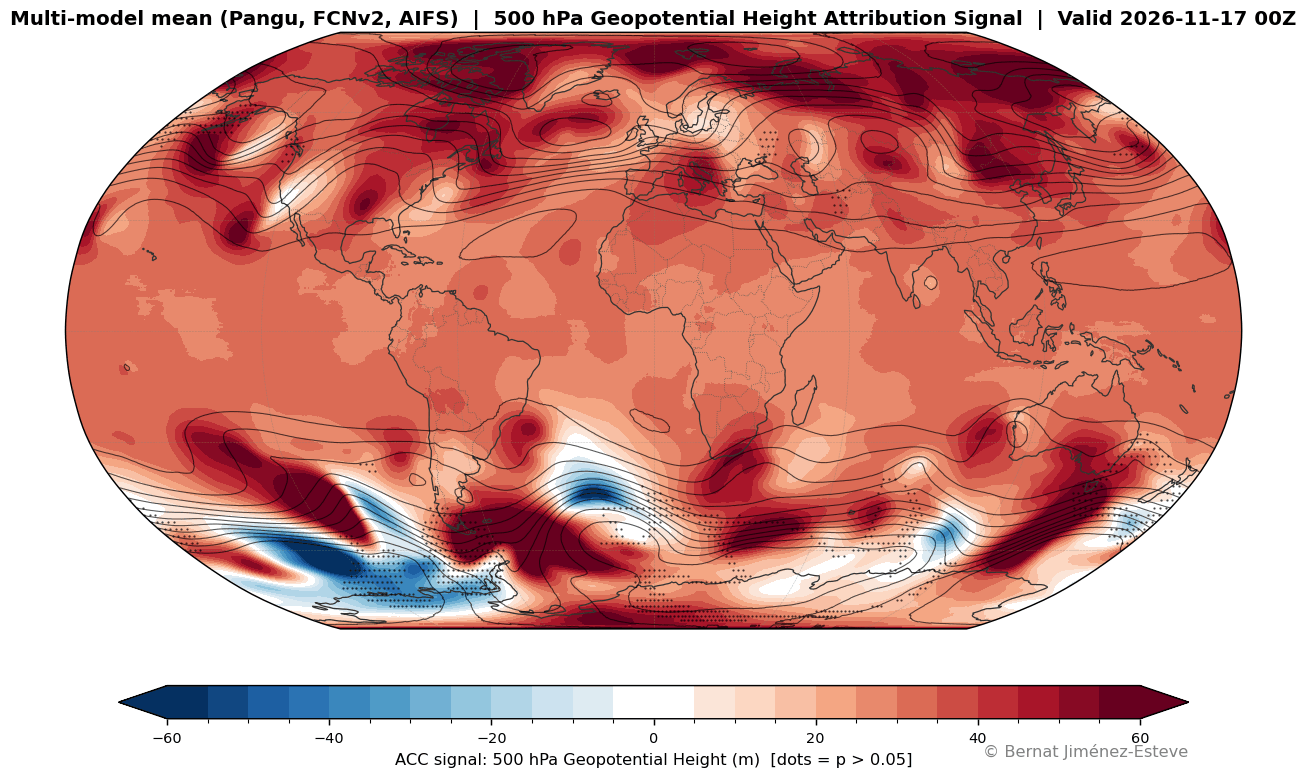 Multi-model mean (Pangu, FCNv2, AIFS)  |  500 hPa Geopotential Height Attribution Signal  |  Valid 2026-11-17 00Z
−60 −40 −20 0 20 40 60
ACC signal: 500 hPa Geopotential Height (m)  [dots = p > 0.05]
© Bernat Jiménez-Esteve